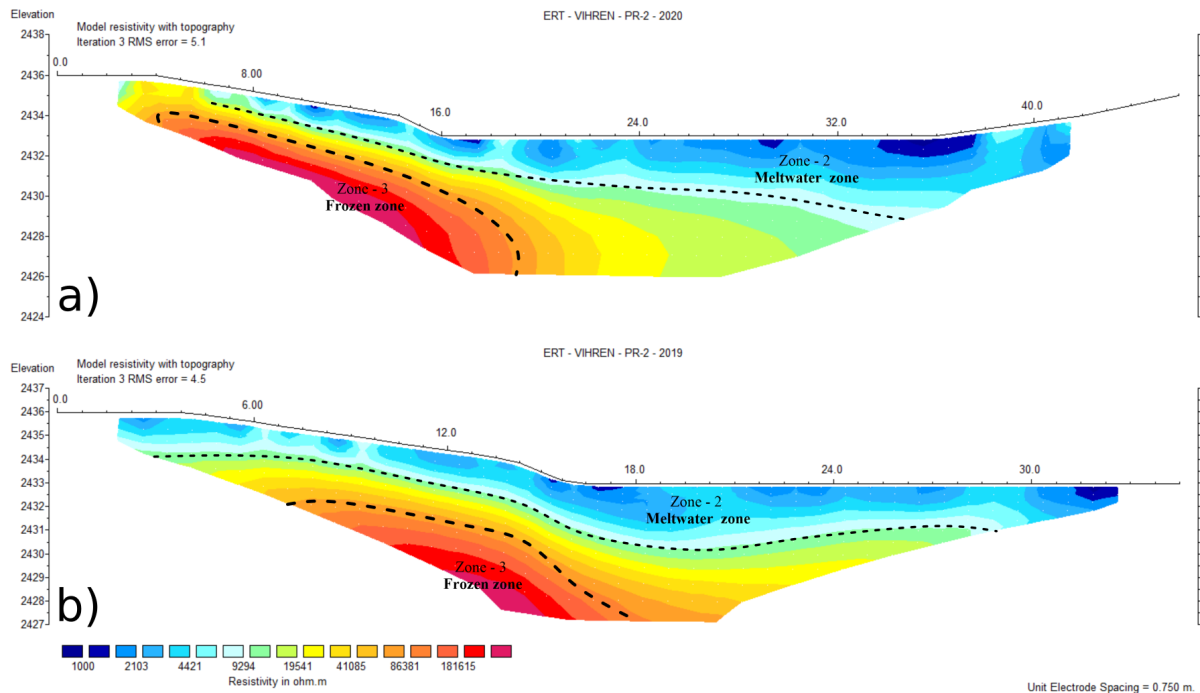 ERT - VIHREN - PR-2 - 2020
Elevation
Model resistivity with topography
Iteration 3 RMS error = 5.1
2438
2436
2434
2432
2430
2428
2426
2424
0.0
8.00
16.0
24.0
32.0
40.0
Zone - 2
Meltwater zone
Zone - 3
Frozen zone
a)
ERT - VIHREN - PR-2 - 2019
Elevation
Model resistivity with topography
Iteration 3 RMS error = 4.5
2437
2436
2435
2434
2433
2432
2431
2430
2429
2428
2427
0.0
6.00
12.0
18.0
24.0
30.0
Zone - 2
Meltwater zone
Zone - 3
Frozen zone
b)
1000 2103 4421 9294 19541 41085 86381 181615
Resistivity in ohm.m
Unit Electrode Spacing = 0.750 m.